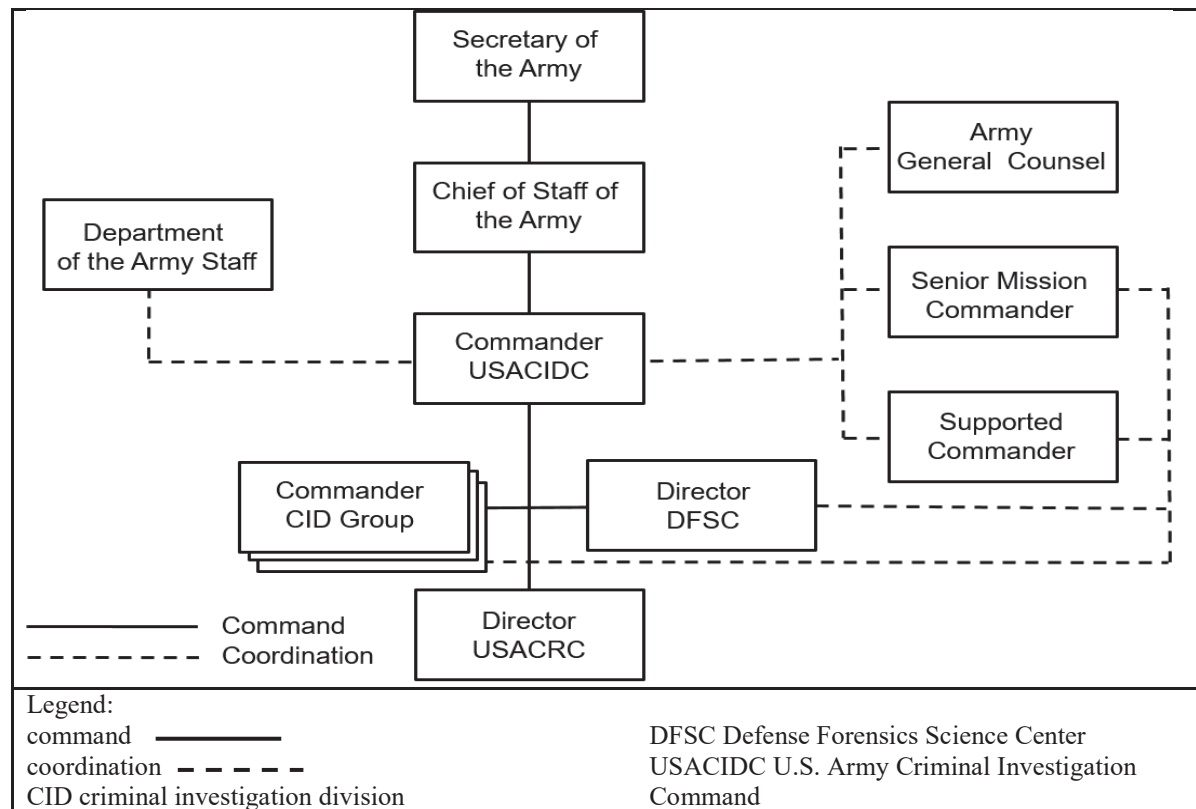 Secretary of
the Army
Army
General Counsel
Chief of Staff of
the Army
Department
of the Army Staff
Senior Mission
Commander
Commander
USACIDC
Supported
Commander
Commander
CID Group
Director
DFSC
Director
USACRC
Command
Coordination
Legend:
command
coordination
CID criminal investigation division
DFSC Defense Forensics Science Center
USACIDC U.S. Army Criminal Investigation
Command